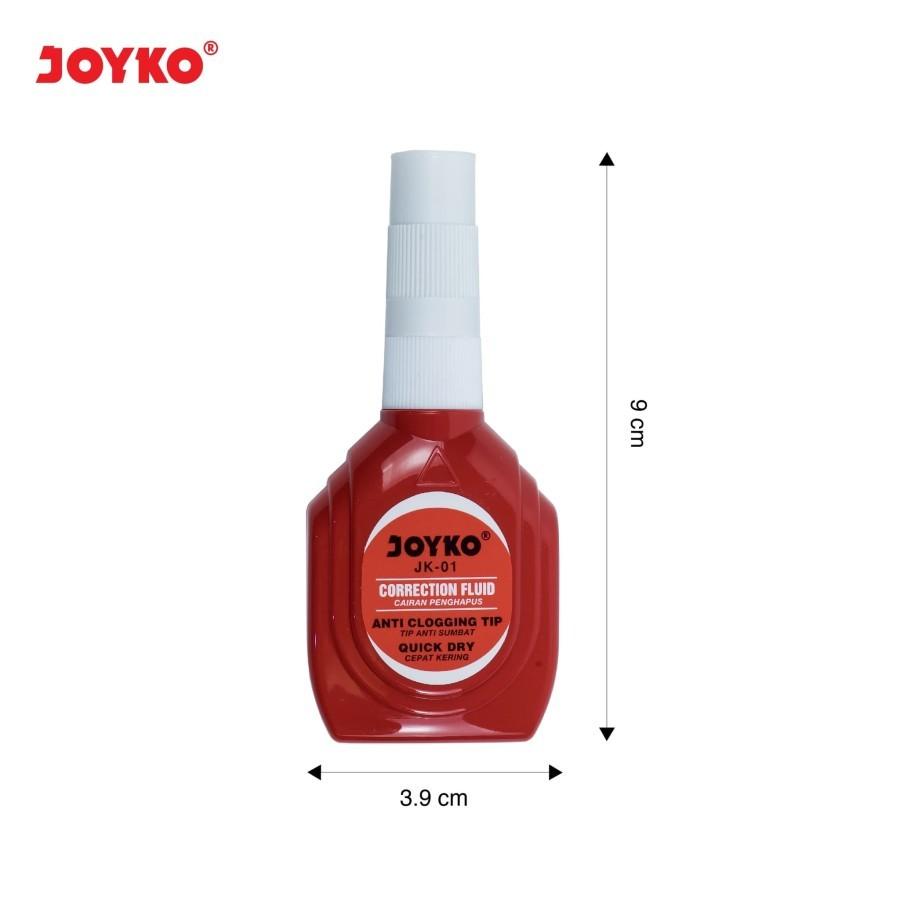 JOYKO®
9 cm
JOYKO®
JK-01
CORRECTION FLUID
CAIRAN PENGHAPUS
ANTI CLOGGING TIP
TIP ANTI SUMBAT
QUICK DRY
CEPAT KERING
3.9 cm